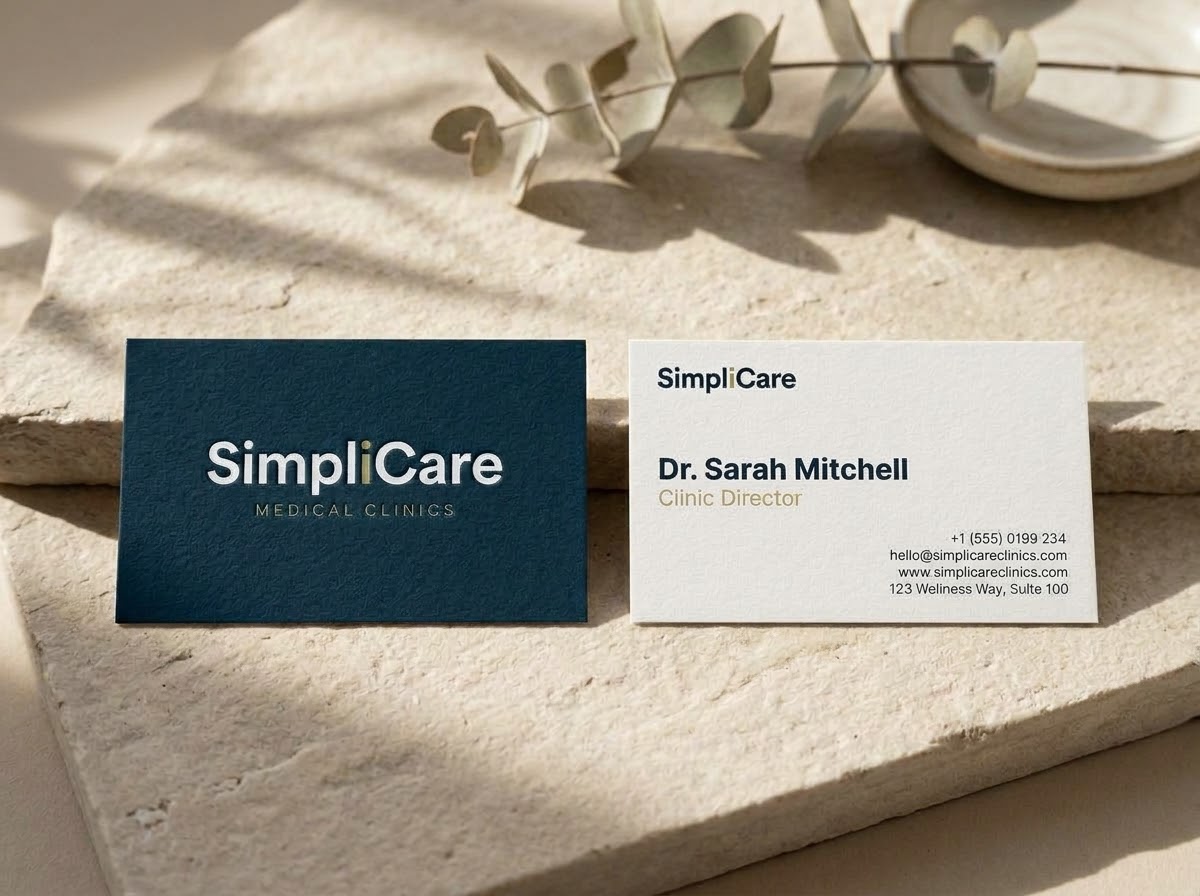 SimpliCare
MEDICAL CLINICS
SimpliCare
Dr. Sarah Mitchell
Ciinic Director
+1 (555) 0199 234
hello@simplicareclinics.com
www.simplicareclinics.com
123 Weliness Way, Sulte 100